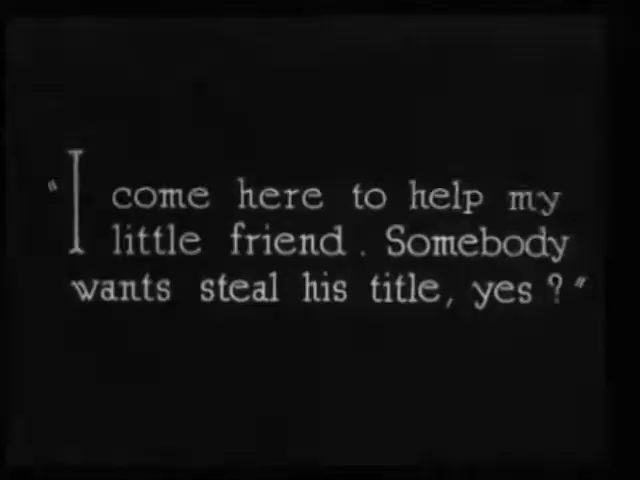 "I come here to help my
little friend. Somebody
wants steal his title, yes?"